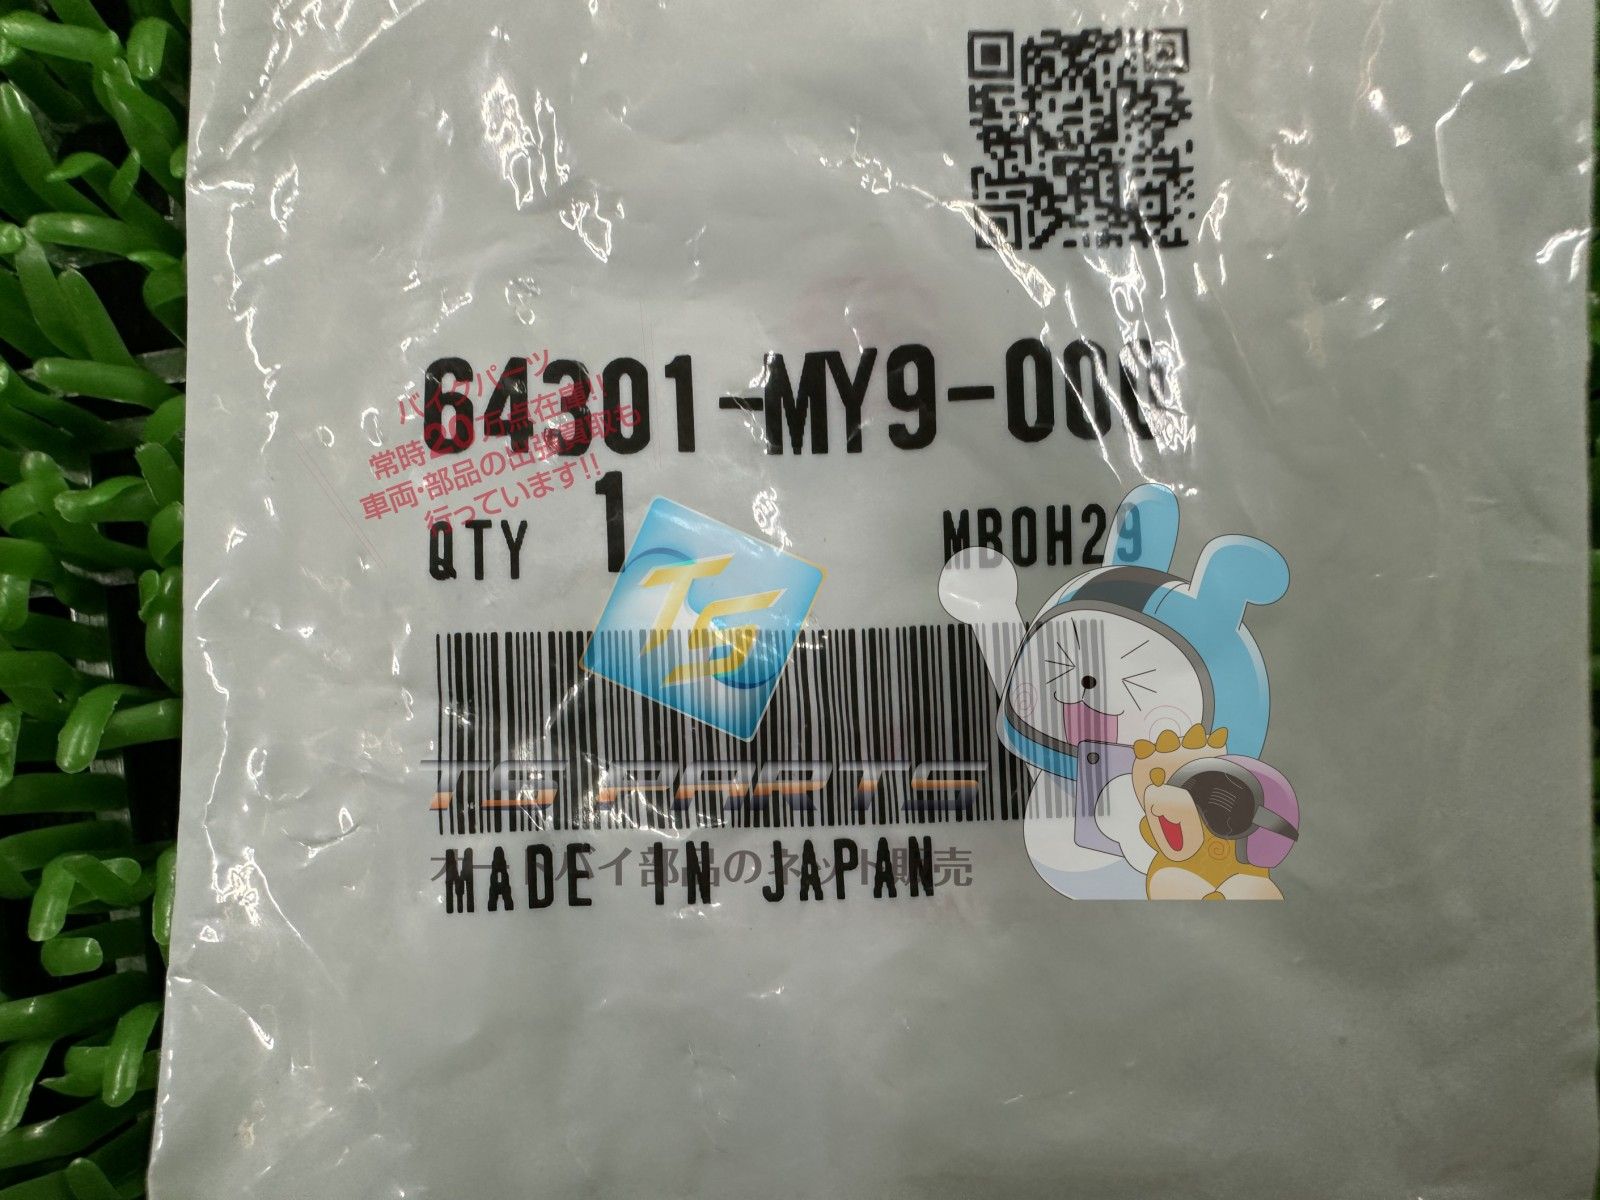 64301-MY9-000
バイクパーツ
常時20万点在庫!!
車両・部品の出張買取も
行っています!!
QTY 1 MBOH29
TS
TS PARTS
オートバイ部品のネット販売
MADE IN JAPAN